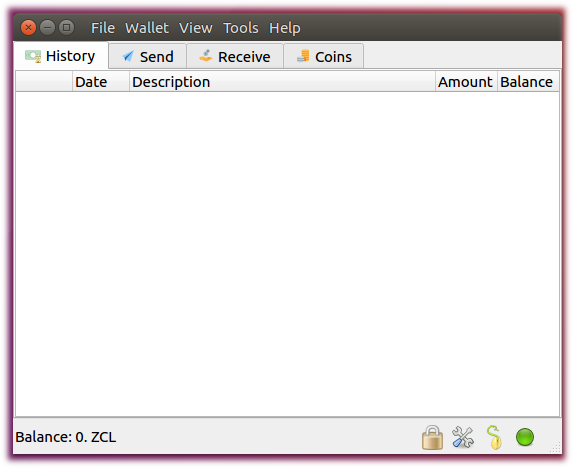 File Wallet View Tools Help
History Send Receive Coins
Date Description Amount Balance
Balance: 0. ZCL